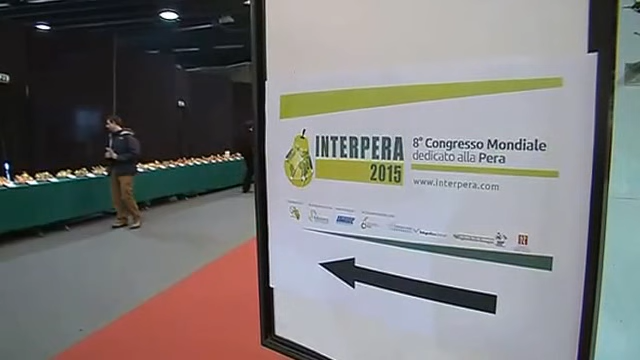 INTERPERA
2015
8° Congresso Mondiale
dedicato alla Pera
www.interpera.com